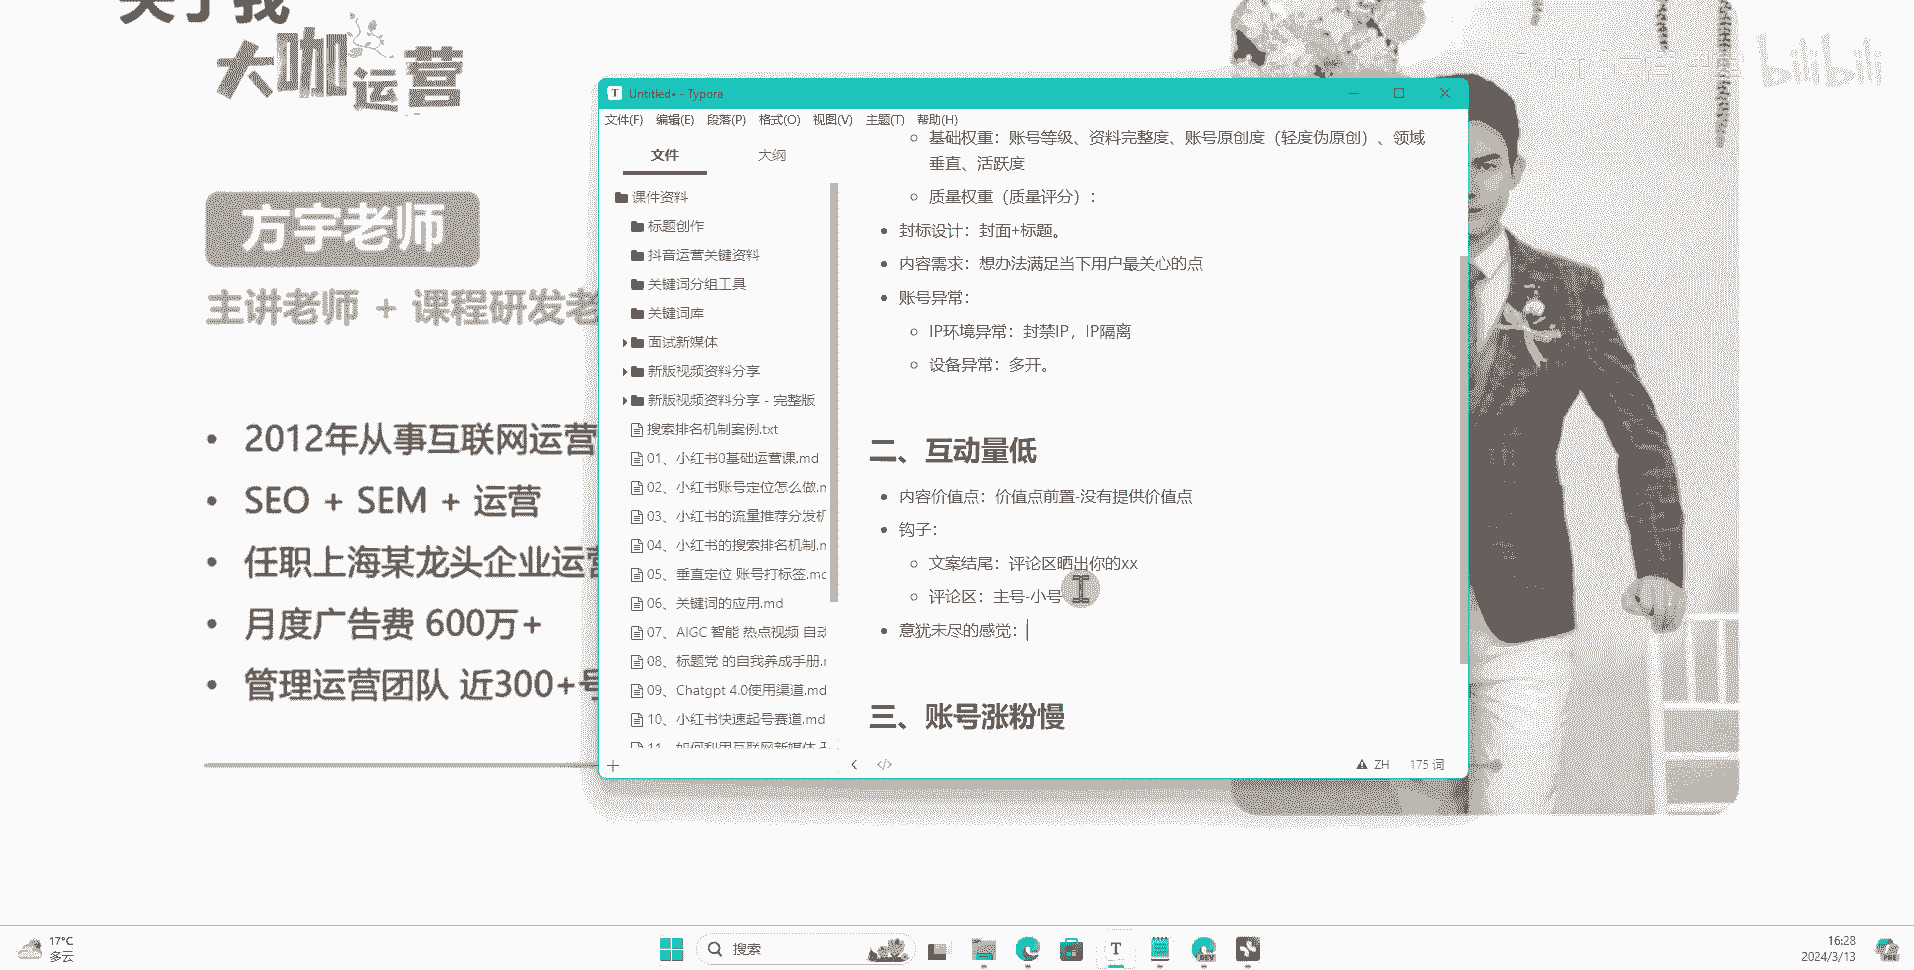 关于我
大咖运营
方宇老师
主讲老师 + 课程研发老
2012年从事互联网运营
SEO + SEM + 运营
任职上海某龙头企业运营
月度广告费 600万+
管理运营团队 近300+号
bilibili
Untitled• - Typora
文件(F) 编辑(E) 段落(P) 格式(O) 视图(V) 主题(T) 帮助(H)
文件 大纲
课件资料
标题创作
抖音运营关键资料
关键词分组工具
关键词库
面试新媒体
新版视频资料分享
新版视频资料分享 - 完整版
搜索排名机制案例.txt
01、小红书0基础运营课.md
02、小红书账号定位怎么做.m
03、小红书的流量推荐分发机
04、小红书的搜索排名机制.m
05、垂直定位 账号打标签.mc
06、关键词的应用.md
07、AIGC 智能 热点视频 自动
08、标题党 的自我养成手册.r
09、Chatgpt 4.0使用渠道.md
10、小红书快速起号赛道.md
11、如何利用互联网新媒体
基础权重：账号等级、资料完整度、账号原创度（轻度伪原创）、领域
垂直、活跃度
质量权重（质量评分）：
封标设计：封面+标题。
内容需求：想办法满足当下用户最关心的点
账号异常：
IP环境异常：封禁IP，IP隔离
设备异常：多开。
二、互动量低
内容价值点：价值点前置-没有提供价值点
钩子：
文案结尾：评论区晒出你的xx
评论区：主号-小号
意犹未尽的感觉：
三、账号涨粉慢
ZH 175 词
17°C
多云
搜索
T
DEV
16:28
2024/3/13
PRE